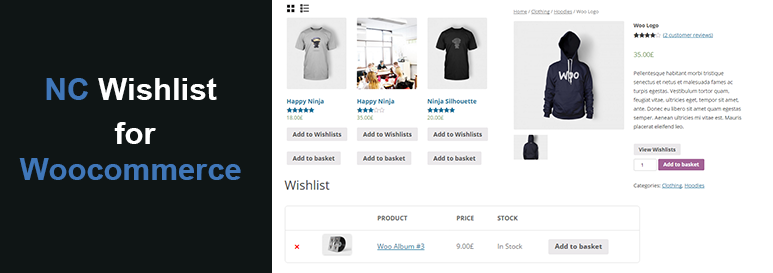 NC Wishlist
for
Woocommerce
Happy Ninja
18.00£
Add to Wishlists
Add to basket
Happy Ninja
35.00£
Add to Wishlists
Add to basket
Ninja Silhouette
20.00£
Add to Wishlists
Add to basket
Home / Clothing / Hoodies / Woo Logo
WOO
Woo Logo
(2 customer reviews)
35.00£
Pellentesque habitant morbi tristique
senectus et netus et malesuada fames ac
turpis egestas. Vestibulum tortor quam,
feugiat vitae, ultricies eget, tempor sit amet,
ante. Donec eu libero sit amet quam egestas
semper. Aenean ultricies mi vitae est. Mauris
placerat eleifend leo.
View Wishlists
1
Add to basket
Categories: Clothing, Hoodies
Wishlist
PRODUCT PRICE STOCK
× Woo Album #3 9.00£ In Stock Add to basket